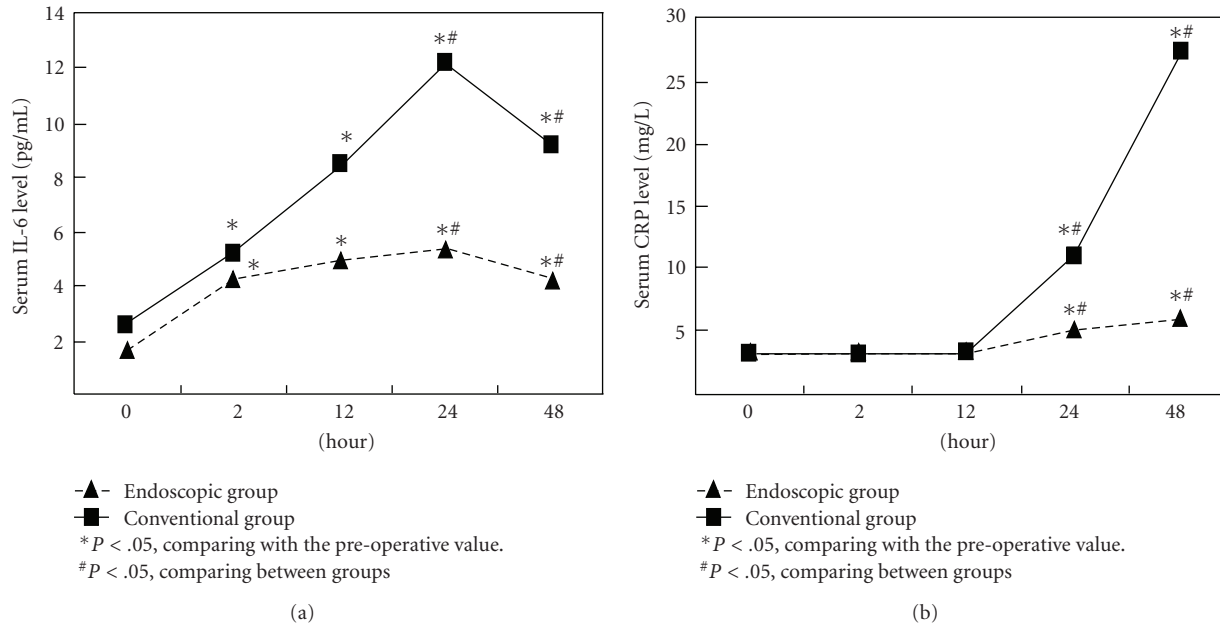 14
12
10
8
6
4
2
Serum IL-6 level (pg/mL)
*
*
*
*
*#
*#
*#
*#
0 2 12 24 48
(hour)
Endoscopic group
Conventional group
*P < .05, comparing with the pre-operative value.
#P < .05, comparing between groups
(a)
30
25
20
15
10
5
Serum CRP level (mg/L)
*#
*#
*#
*#
0 2 12 24 48
(hour)
Endoscopic group
Conventional group
*P < .05, comparing with the pre-operative value.
#P < .05, comparing between groups
(b)